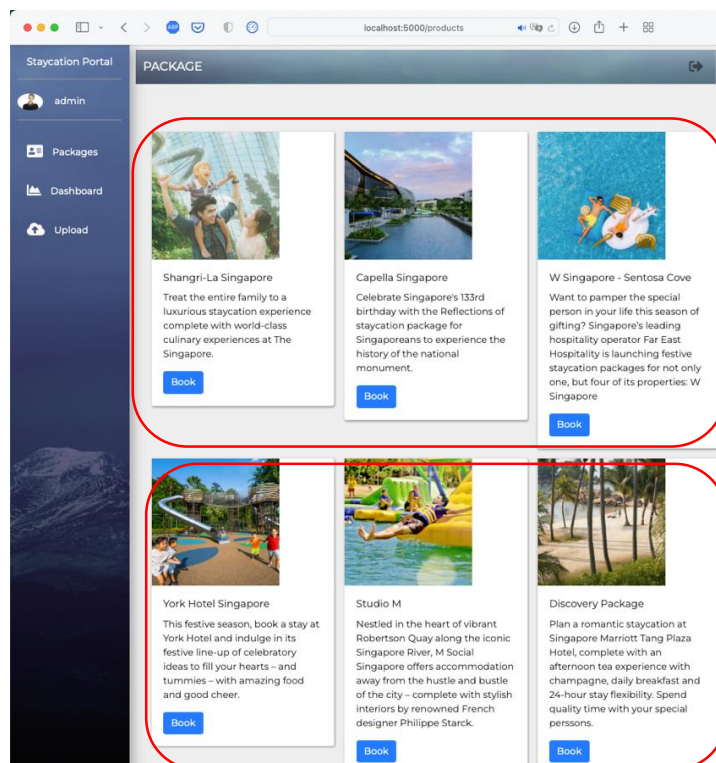 localhost:5000/products
Staycation Portal
PACKAGE
admin
Packages
Dashboard
Upload
Shangri-La Singapore
Treat the entire family to a
luxurious staycation experience
complete with world-class
culinary experiences at The
Singapore.
Book
Capella Singapore
Celebrate Singapore's 133rd
birthday with the Reflections of
staycation package for
Singaporeans to experience the
history of the national
monument.
Book
W Singapore - Sentosa Cove
Want to pamper the special
person in your life this season of
gifting? Singapore's leading
hospitality operator Far East
Hospitality is launching festive
staycation packages for not only
one, but four of its properties: W
Singapore
Book
York Hotel Singapore
This festive season, book a stay at
York Hotel and indulge in its
festive line-up of celebratory
ideas to fill your hearts – and
tummies – with amazing food
and good cheer.
Book
Studio M
Nestled in the heart of vibrant
Robertson Quay along the iconic
Singapore River, M Social
Singapore offers accommodation
away from the hustle and bustle
of the city – complete with stylish
interiors by renowned French
designer Philippe Starck.
Book
Discovery Package
Plan a romantic staycation at
Singapore Marriott Tang Plaza
Hotel, complete with an
afternoon tea experience with
champagne, daily breakfast and
24-hour stay flexibility. Spend
quality time with your special
perssons.
Book